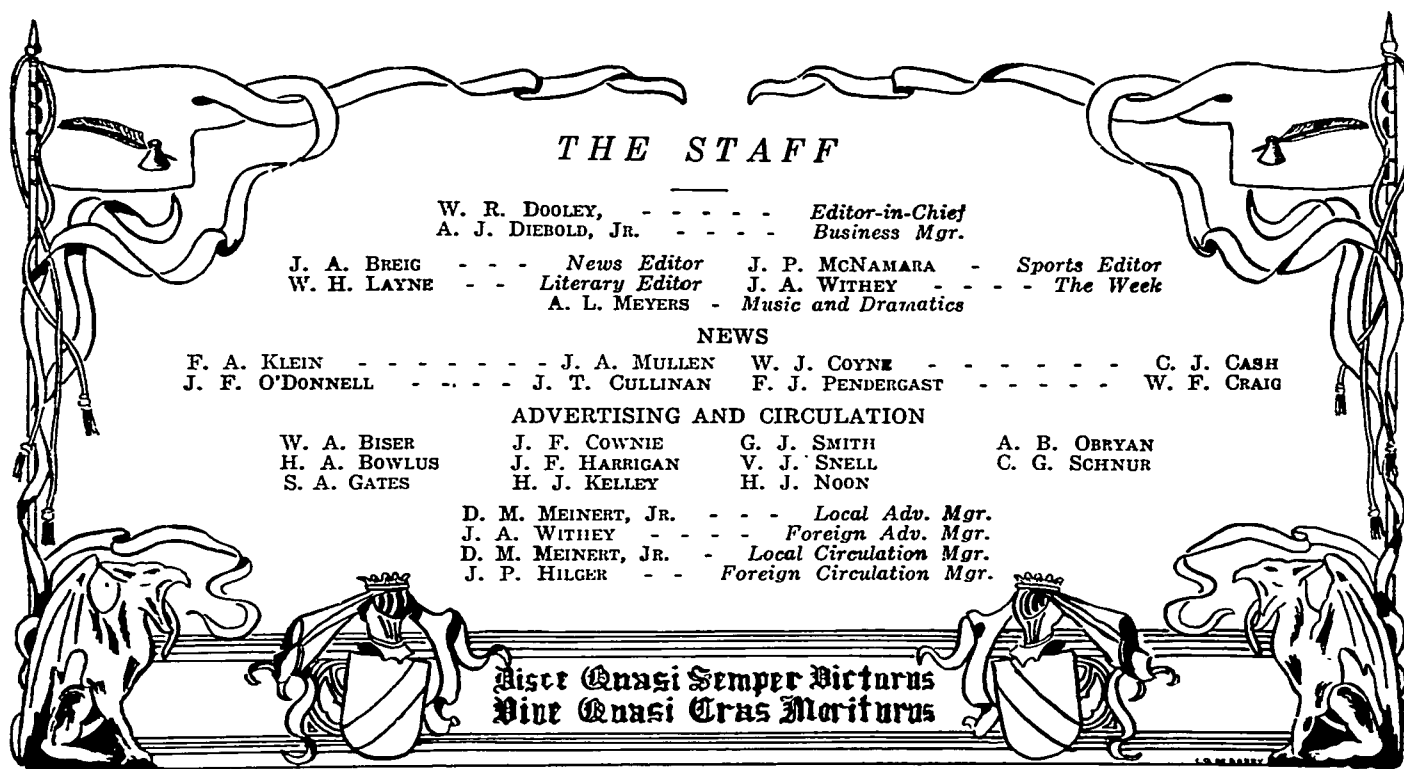 THE STAFF
W. R. DOOLEY, - - - - - Editor-in-Chief
A. J. DIEBOLD, JR. - - - - Business Mgr.
J. A. BREIG - - - News Editor J. P. MCNAMARA - Sports Editor
W. H. LAYNE - - Literary Editor J. A. WITHEY - - - - The Week
A. L. MEYERS - Music and Dramatics
NEWS
F. A. KLEIN - - - - - - - J. A. MULLEN W. J. COYNE - - - - - - C. J. CASH
J. F. O'DONNELL - - - - - J. T. CULLINAN F. J. PENDERGAST - - - - - W. F. CRAIG
ADVERTISING AND CIRCULATION
W. A. BISER J. F. COWNIE G. J. SMITH A. B. OBRYAN
H. A. BOWLUS J. F. HARRIGAN V. J. SNELL C. G. SCHNUR
S. A. GATES H. J. KELLEY H. J. NOON
D. M. MEINERT, JR. - - - Local Adv. Mgr.
J. A. WITHEY - - - - Foreign Adv. Mgr.
D. M. MEINERT, JR. - Local Circulation Mgr.
J. P. HILGER - - Foreign Circulation Mgr.
Disce Quasi Semper Victurus
Vive Quasi Cras Moriturus